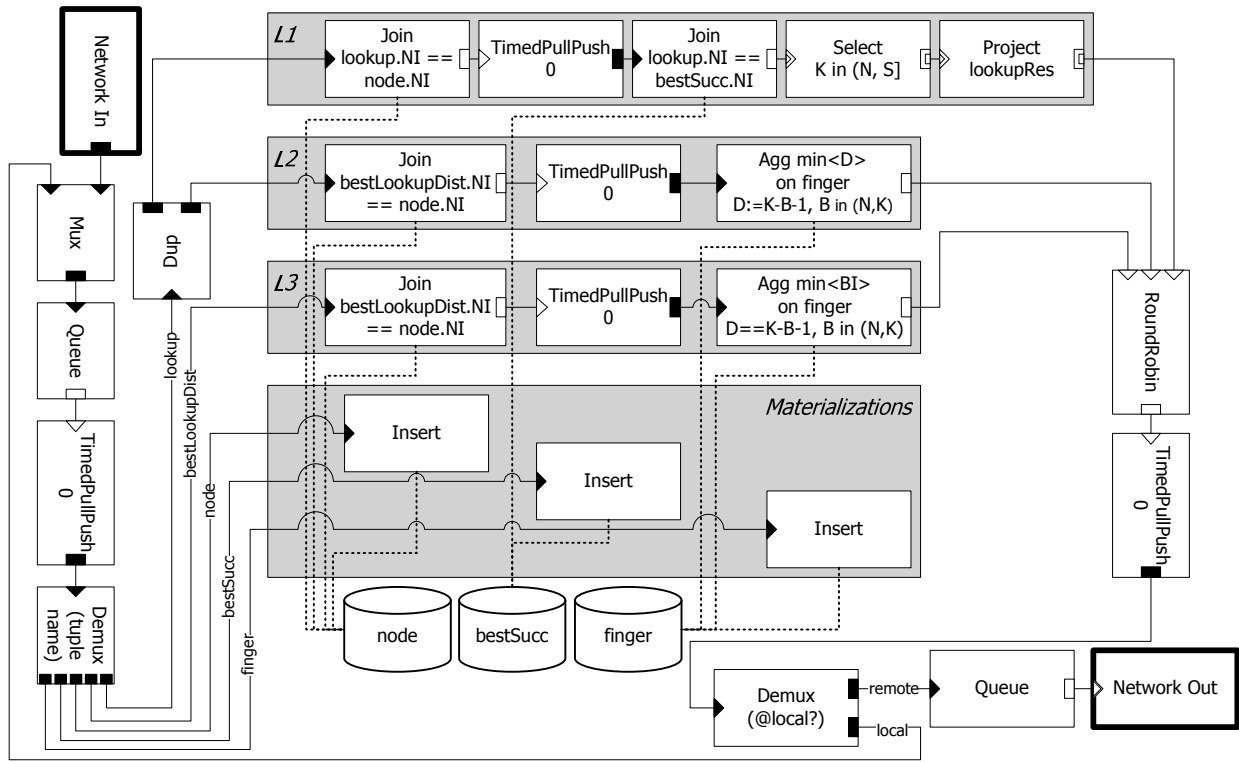 Network In
L1
Join
lookup.NI ==
node.NI
TimedPullPush
0
Join
lookup.NI ==
bestSucc.NI
Select
K in (N, S]
Project
lookupRes
L2
Join
bestLookupDist.NI
== node.NI
TimedPullPush
0
Agg min<D>
on finger
D:=K-B-1, B in (N,K)
L3
Join
bestLookupDist.NI
== node.NI
TimedPullPush
0
Agg min<BI>
on finger
D==K-B-1, B in (N,K)
Mux
Dup
Queue
TimedPullPush
0
Demux
(tuple
name)
lookup
bestLookupDist
node
bestSucc
finger
RoundRobin
TimedPullPush
0
Materializations
Insert
Insert
Insert
node
bestSucc
finger
Demux
(@local?)
remote
local
Queue
Network Out